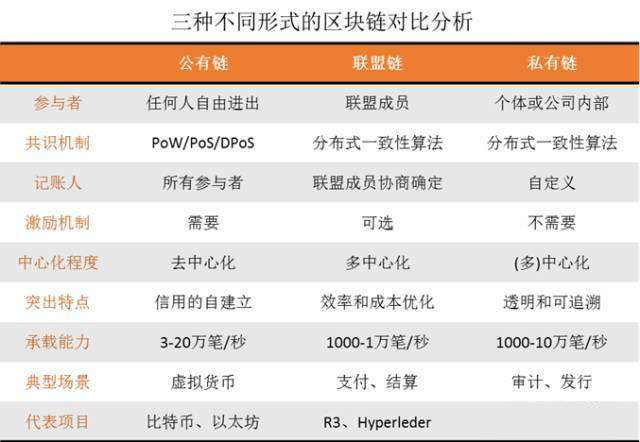 三种不同形式的区块链对比分析
公有链 联盟链 私有链
参与者 任何人自由进出 联盟成员 个体或公司内部
共识机制 PoW/PoS/DPoS 分布式一致性算法 分布式一致性算法
记账人 所有参与者 联盟成员协商确定 自定义
激励机制 需要 可选 不需要
中心化程度 去中心化 多中心化 (多)中心化
突出特点 信用的自建立 效率和成本优化 透明和可追溯
承载能力 3-20万笔/秒 1000-1万笔/秒 1000-10万笔/秒
典型场景 虚拟货币 支付、结算 审计、发行
代表项目 比特币、以太坊 R3、Hyperleder